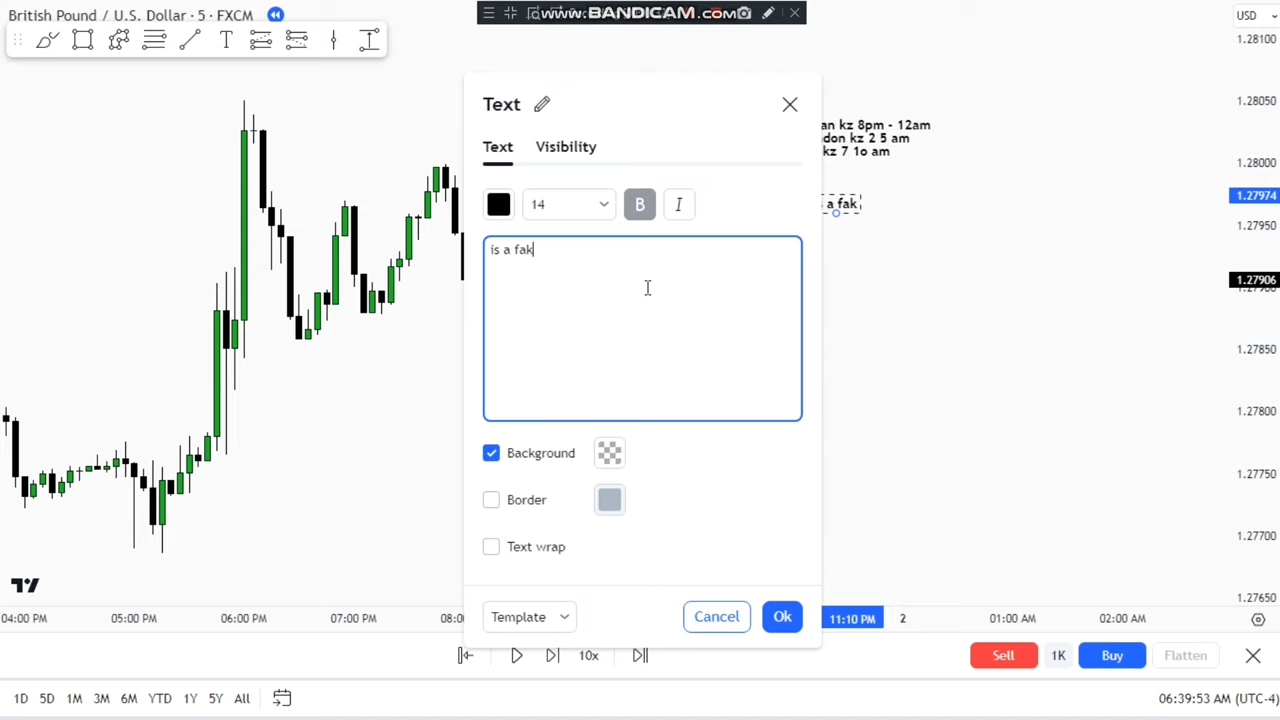 British Pound / U.S. Dollar · 5 · FXCM
www.BANDICAM.com
USD
1.28100
1.28050
1.28000
1.27974
1.27950
1.27906
1.27850
1.27800
1.27750
1.27700
1.27650
an kz 8pm - 12am
don kz 2 5 am
kz 7 1o am
s a fak
Text
Text Visibility
14 B I
is a fak
Background
Border
Text wrap
Template Cancel Ok
04:00 PM 05:00 PM 06:00 PM 07:00 PM 08:0 11:10 PM 2 01:00 AM 02:00 AM
10x Sell 1K Buy Flatten
1D 5D 1M 3M 6M YTD 1Y 5Y All 06:39:53 AM (UTC-4)